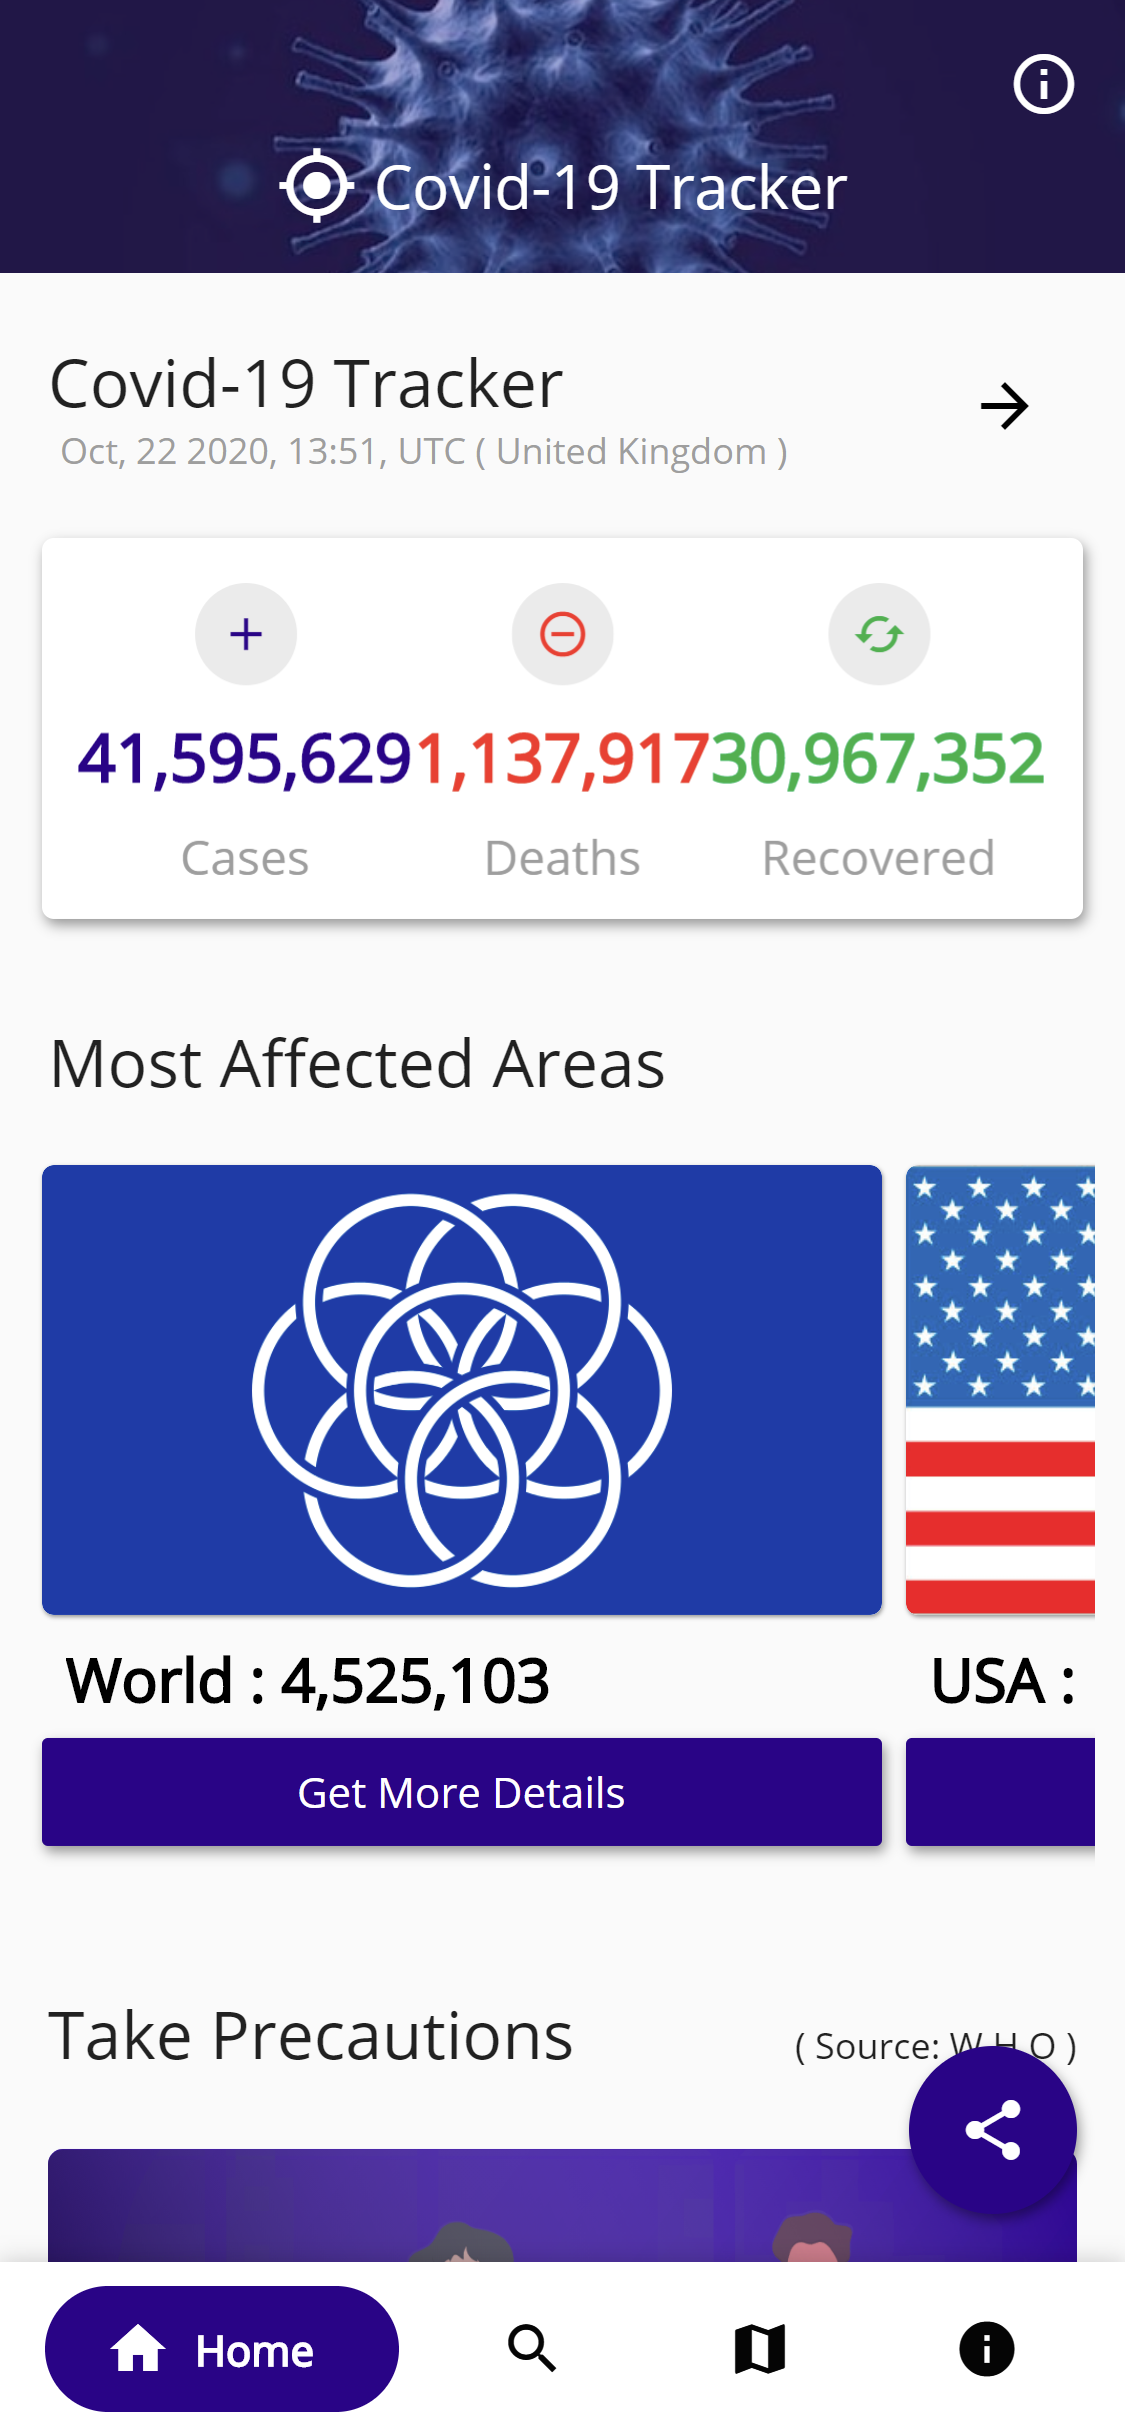 Covid-19 Tracker
Covid-19 Tracker
Oct, 22 2020, 13:51, UTC ( United Kingdom )
41,595,629 1,137,917 30,967,352
Cases Deaths Recovered
Most Affected Areas
World : 4,525,103 USA :
Get More Details
Take Precautions ( Source: W H O )
Home